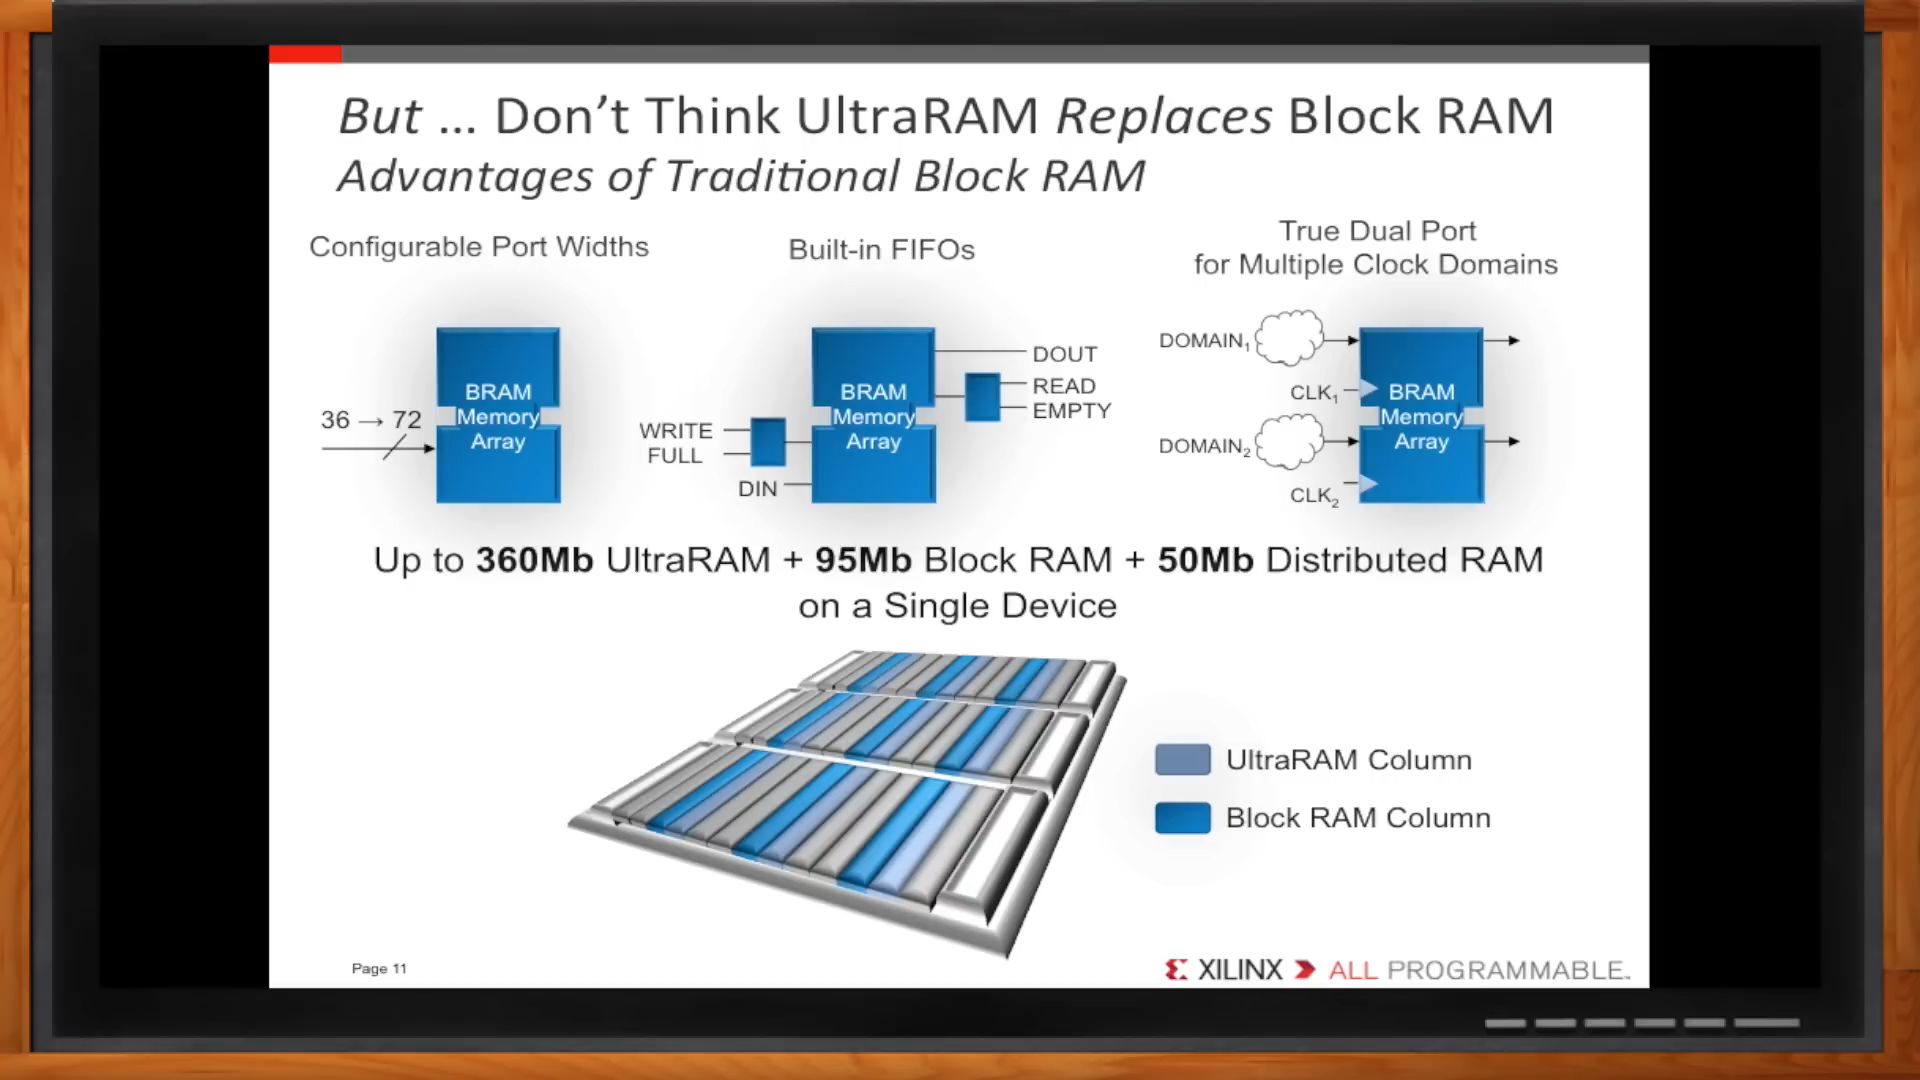 But ... Don't Think UltraRAM Replaces Block RAM
Advantages of Traditional Block RAM
Configurable Port Widths
36 → 72
BRAM
Memory
Array
Built-in FIFOs
WRITE
FULL
DIN
BRAM
Memory
Array
DOUT
READ
EMPTY
True Dual Port
for Multiple Clock Domains
DOMAIN1
CLK1
DOMAIN2
CLK2
BRAM
Memory
Array
Up to 360Mb UltraRAM + 95Mb Block RAM + 50Mb Distributed RAM
on a Single Device
UltraRAM Column
Block RAM Column
Page 11
XILINX ALL PROGRAMMABLE™